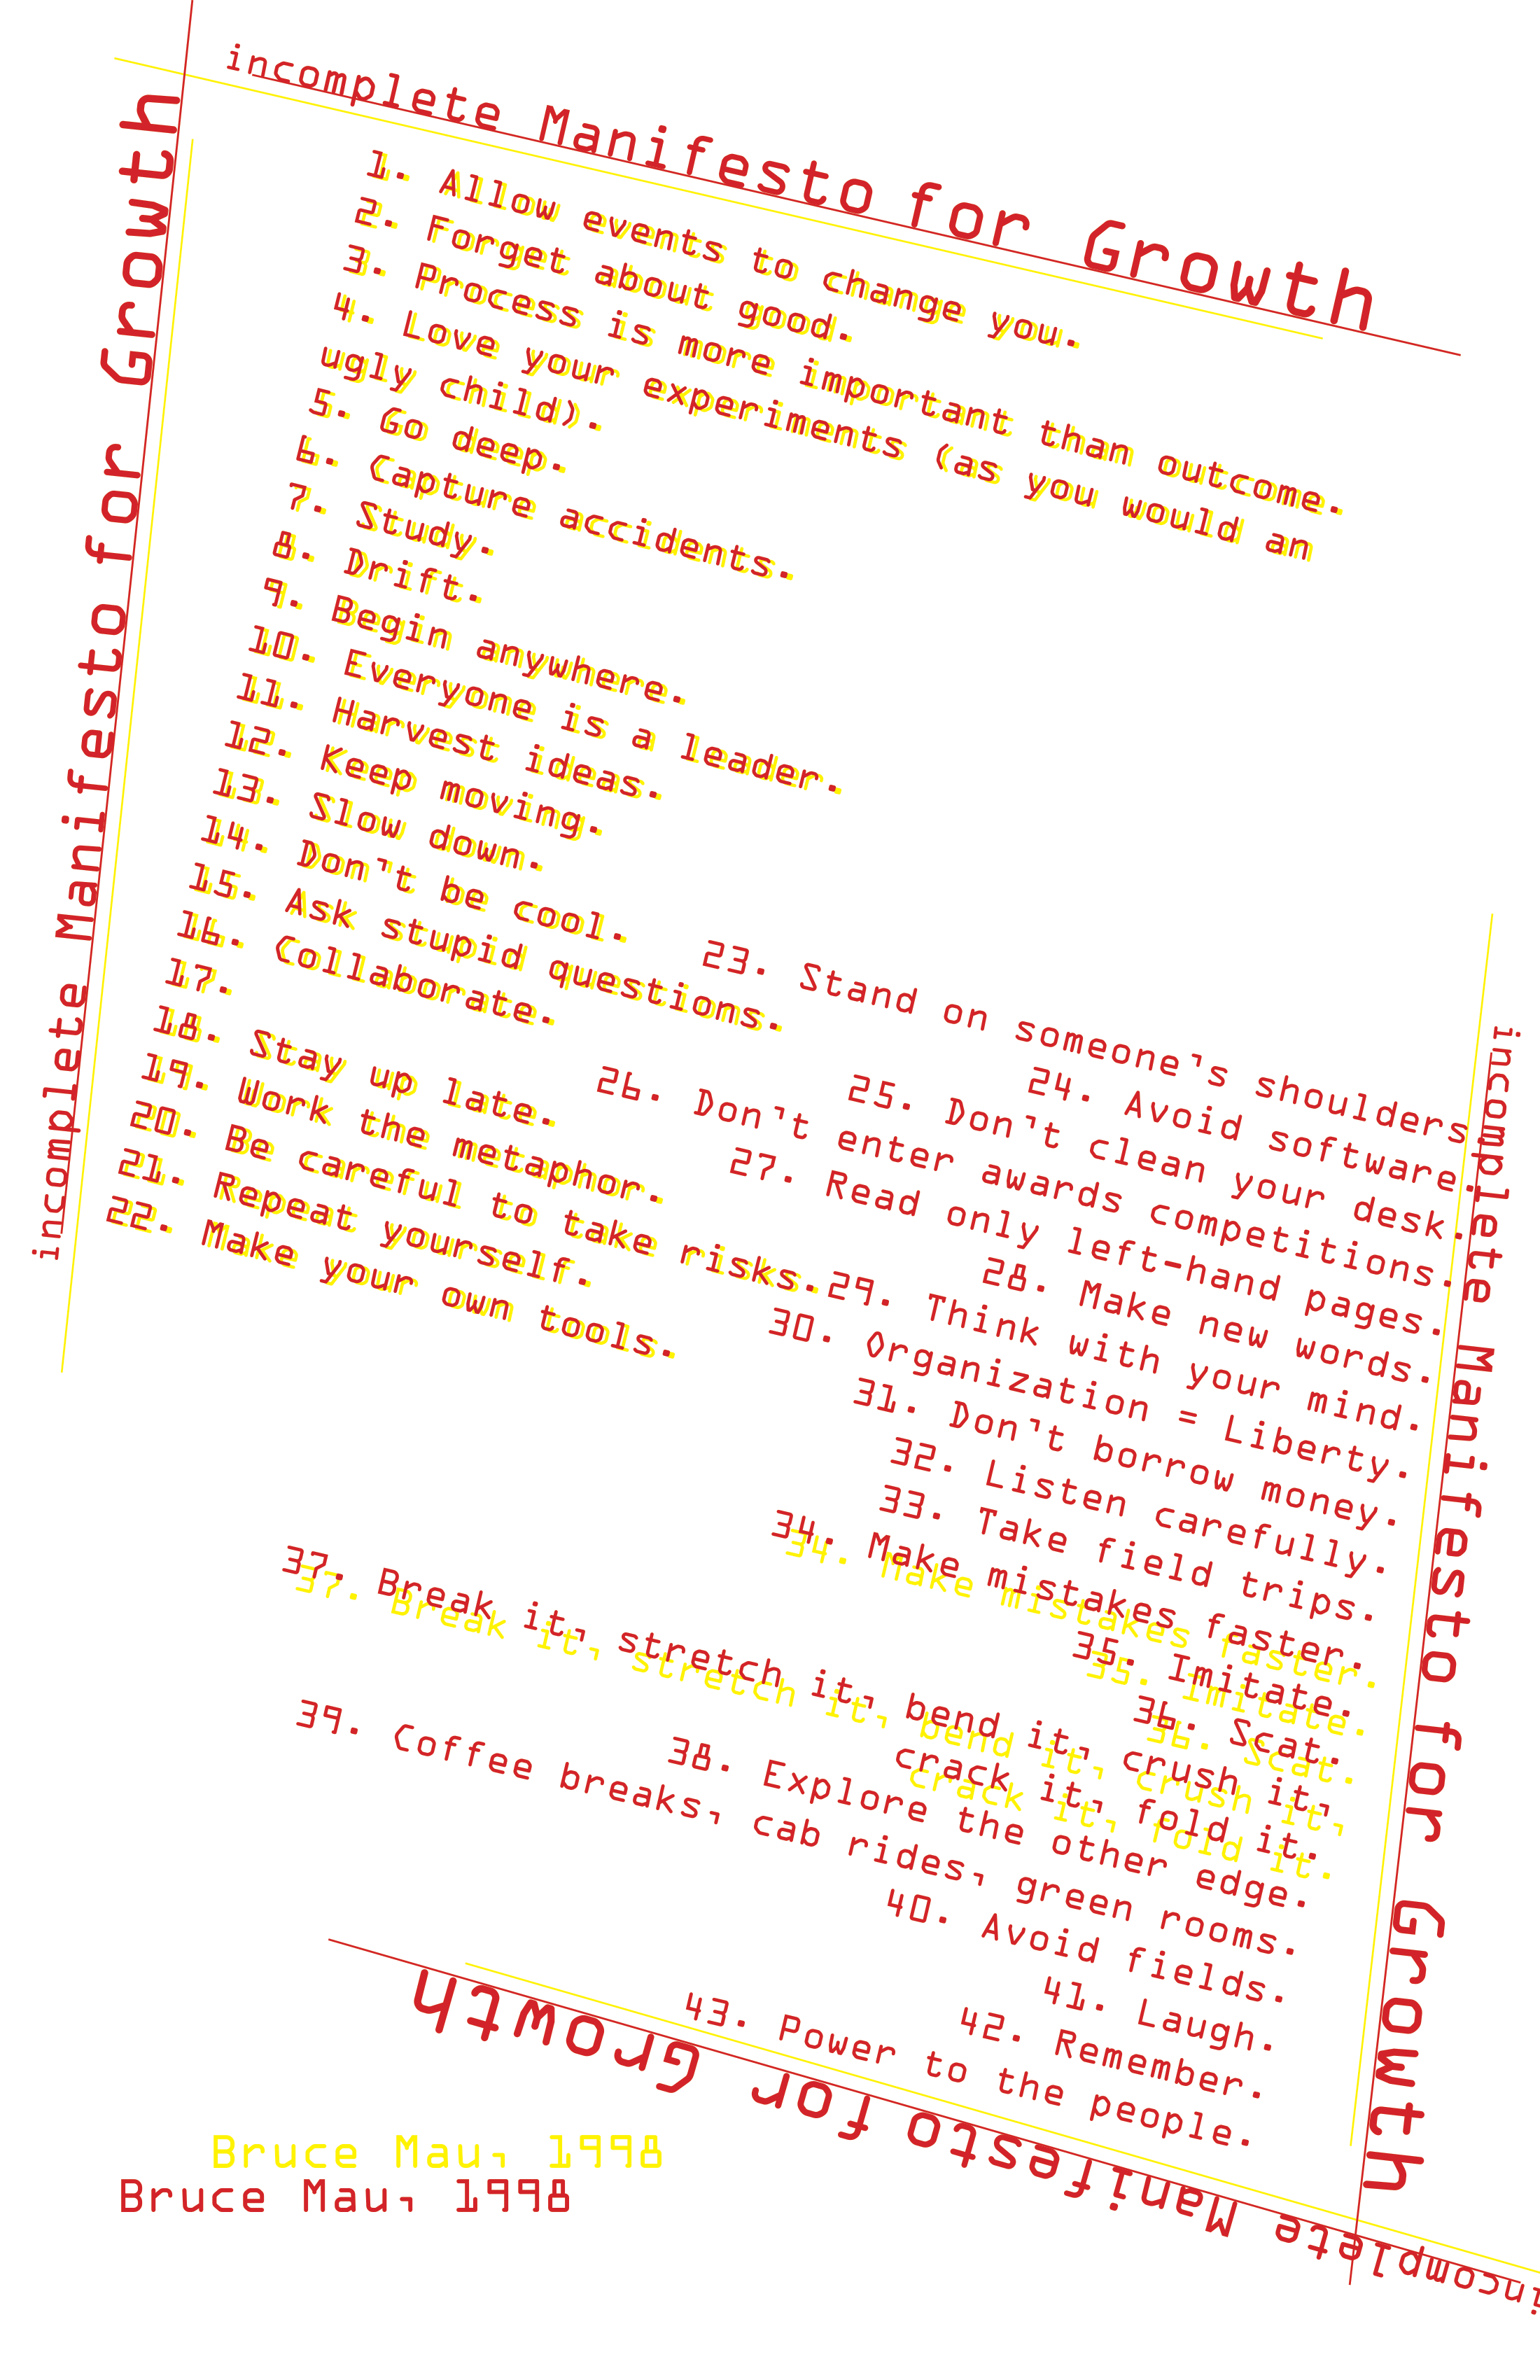 incomplete Manifesto for Growth
incomplete Manifesto for Growth
1. Allow events to change you.
2. Forget about good.
3. Process is more important than outcome.
4. Love your experiments (as you would an
ugly child).
5. Go deep.
6. Capture accidents.
7. Study.
8. Drift.
9. Begin anywhere.
10. Everyone is a leader.
11. Harvest ideas.
12. Keep moving.
13. Slow down.
14. Don't be cool.
15. Ask stupid questions.
16. Collaborate.
17.
18. Stay up late.
19. Work the metaphor.
20. Be careful to take risks.
21. Repeat yourself.
22. Make your own tools.
23. Stand on someone's shoulders.
24. Avoid software.
25. Don't clean your desk.
26. Don't enter awards competitions.
27. Read only left-hand pages.
28. Make new words.
29. Think with your mind.
30. Organization = Liberty.
31. Don't borrow money.
32. Listen carefully.
33. Take field trips.
34. Make mistakes faster.
35. Imitate.
36. Scat.
37. Break it, stretch it, bend it, crush it,
crack it, fold it.
38. Explore the other edge.
39. Coffee breaks, cab rides, green rooms.
40. Avoid fields.
41. Laugh.
42. Remember.
43. Power to the people.
incomplete Manifesto for Growth
incomplete Manifesto for Growth
Bruce Mau, 1998
Bruce Mau, 1998